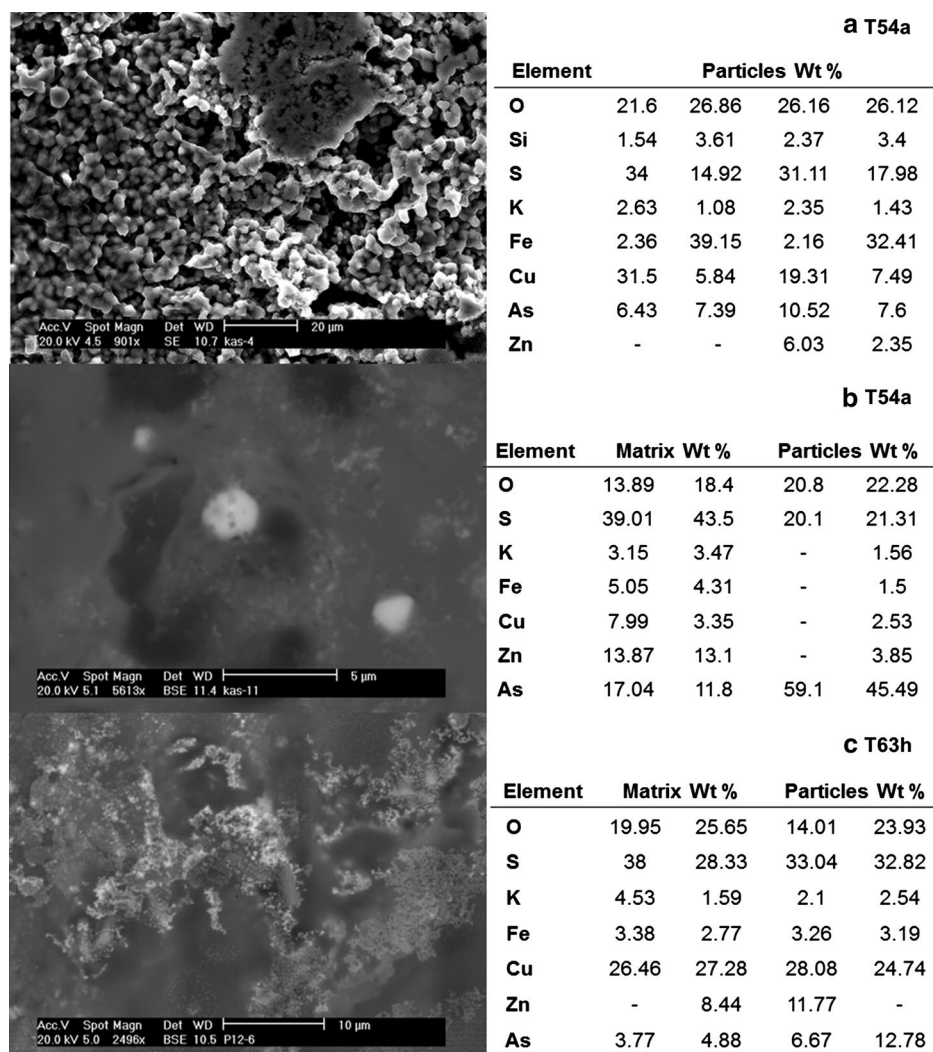 a T54a
Element Particles Wt %
O 21.6 26.86 26.16 26.12
Si 1.54 3.61 2.37 3.4
S 34 14.92 31.11 17.98
K 2.63 1.08 2.35 1.43
Fe 2.36 39.15 2.16 32.41
Cu 31.5 5.84 19.31 7.49
As 6.43 7.39 10.52 7.6
Zn - - 6.03 2.35
Acc.V Spot Magn Det WD 20 µm
20.0 kV 4.5 901x SE 10.7 kas-4
b T54a
Element Matrix Wt % Particles Wt %
O 13.89 18.4 20.8 22.28
S 39.01 43.5 20.1 21.31
K 3.15 3.47 - 1.56
Fe 5.05 4.31 - 1.5
Cu 7.99 3.35 - 2.53
Zn 13.87 13.1 - 3.85
As 17.04 11.8 59.1 45.49
Acc.V Spot Magn Det WD 5 µm
20.0 kV 5.1 5613x BSE 11.4 kas-11
c T63h
Element Matrix Wt % Particles Wt %
O 19.95 25.65 14.01 23.93
S 38 28.33 33.04 32.82
K 4.53 1.59 2.1 2.54
Fe 3.38 2.77 3.26 3.19
Cu 26.46 27.28 28.08 24.74
Zn - 8.44 11.77 -
As 3.77 4.88 6.67 12.78
Acc.V Spot Magn Det WD 10 µm
20.0 kV 5.0 2496x BSE 10.5 P12-6